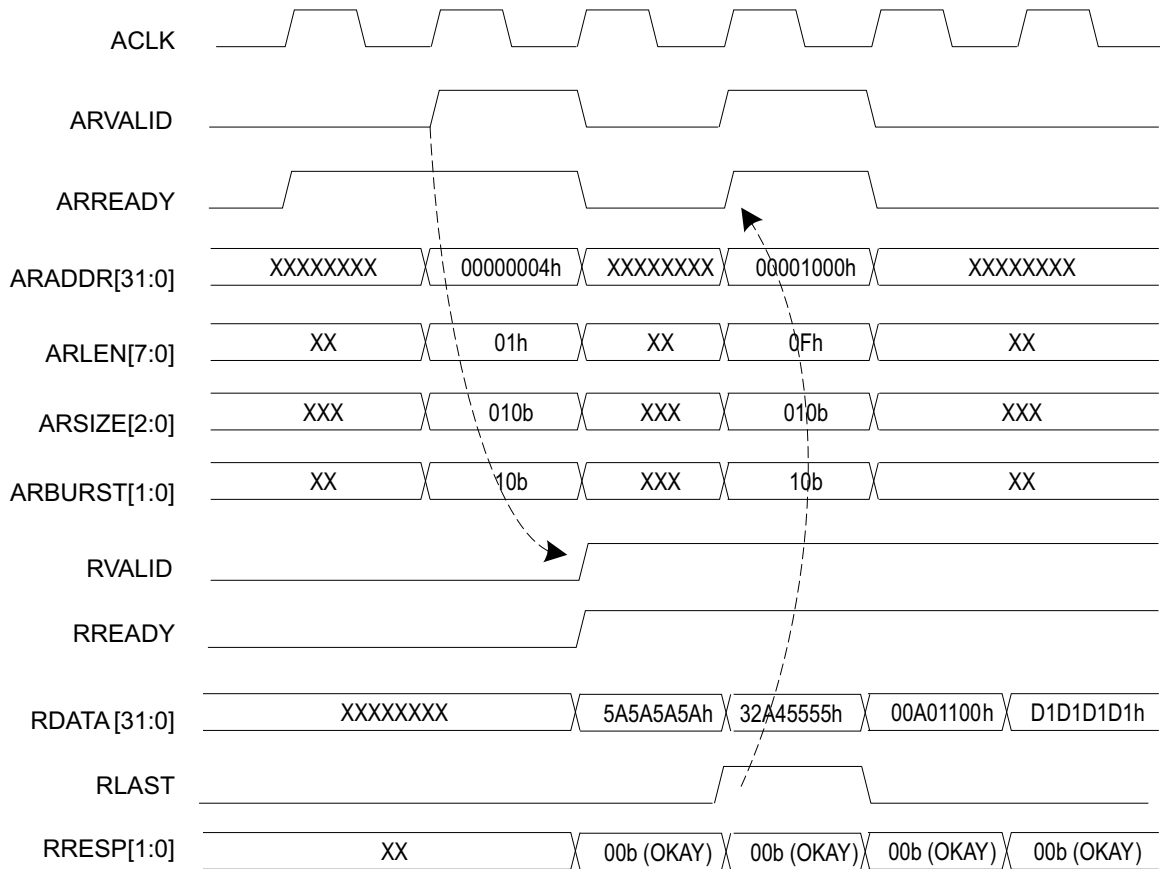 ACLK
ARVALID
ARREADY
ARADDR[31:0] XXXXXXXX 00000004h XXXXXXXX 00001000h XXXXXXXX
ARLEN[7:0] XX 01h XX 0Fh XX
ARSIZE[2:0] XXX 010b XXX 010b XXX
ARBURST[1:0] XX 10b XXX 10b XX
RVALID
RREADY
RDATA[31:0] XXXXXXXX 5A5A5A5Ah 32A45555h 00A01100h D1D1D1D1h
RLAST
RRESP[1:0] XX 00b (OKAY) 00b (OKAY) 00b (OKAY) 00b (OKAY)